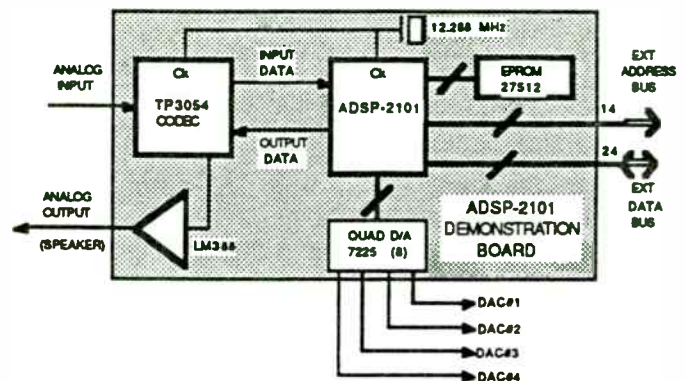 12.288 MHz
ANALOG
INPUT
Ck
TP3054
CODEC
INPUT
DATA
OUTPUT
DATA
Ck
ADSP-2101
EPROM
27512
EXT
ADDRESS
BUS
14
24
EXT
DATA
BUS
ANALOG
OUTPUT
(SPEAKER)
LM388
QUAD D/A
7225 (8)
ADSP-2101
DEMONSTRATION
BOARD
DAC#1
DAC#2
DAC#3
DAC#4